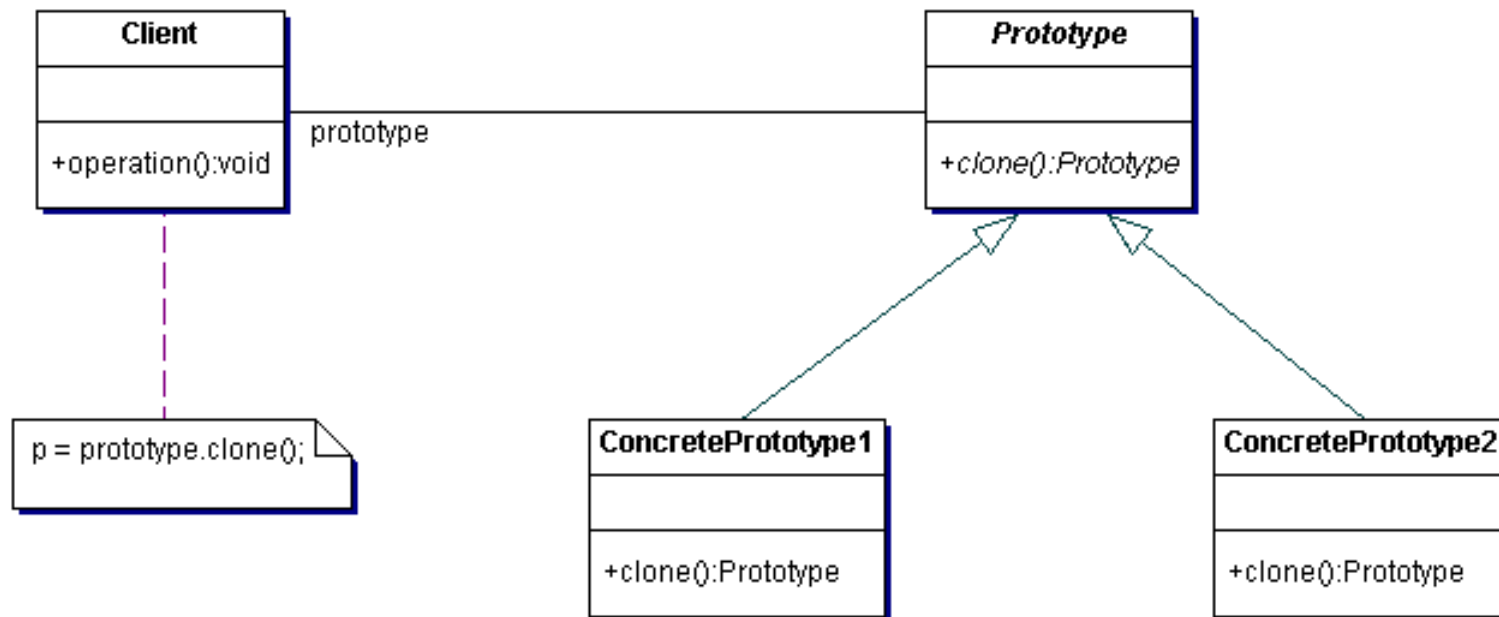 Client
Prototype
prototype
+operation():void
+clone():Prototype
p = prototype.clone();
ConcretePrototype1
ConcretePrototype2
+clone():Prototype
+clone():Prototype